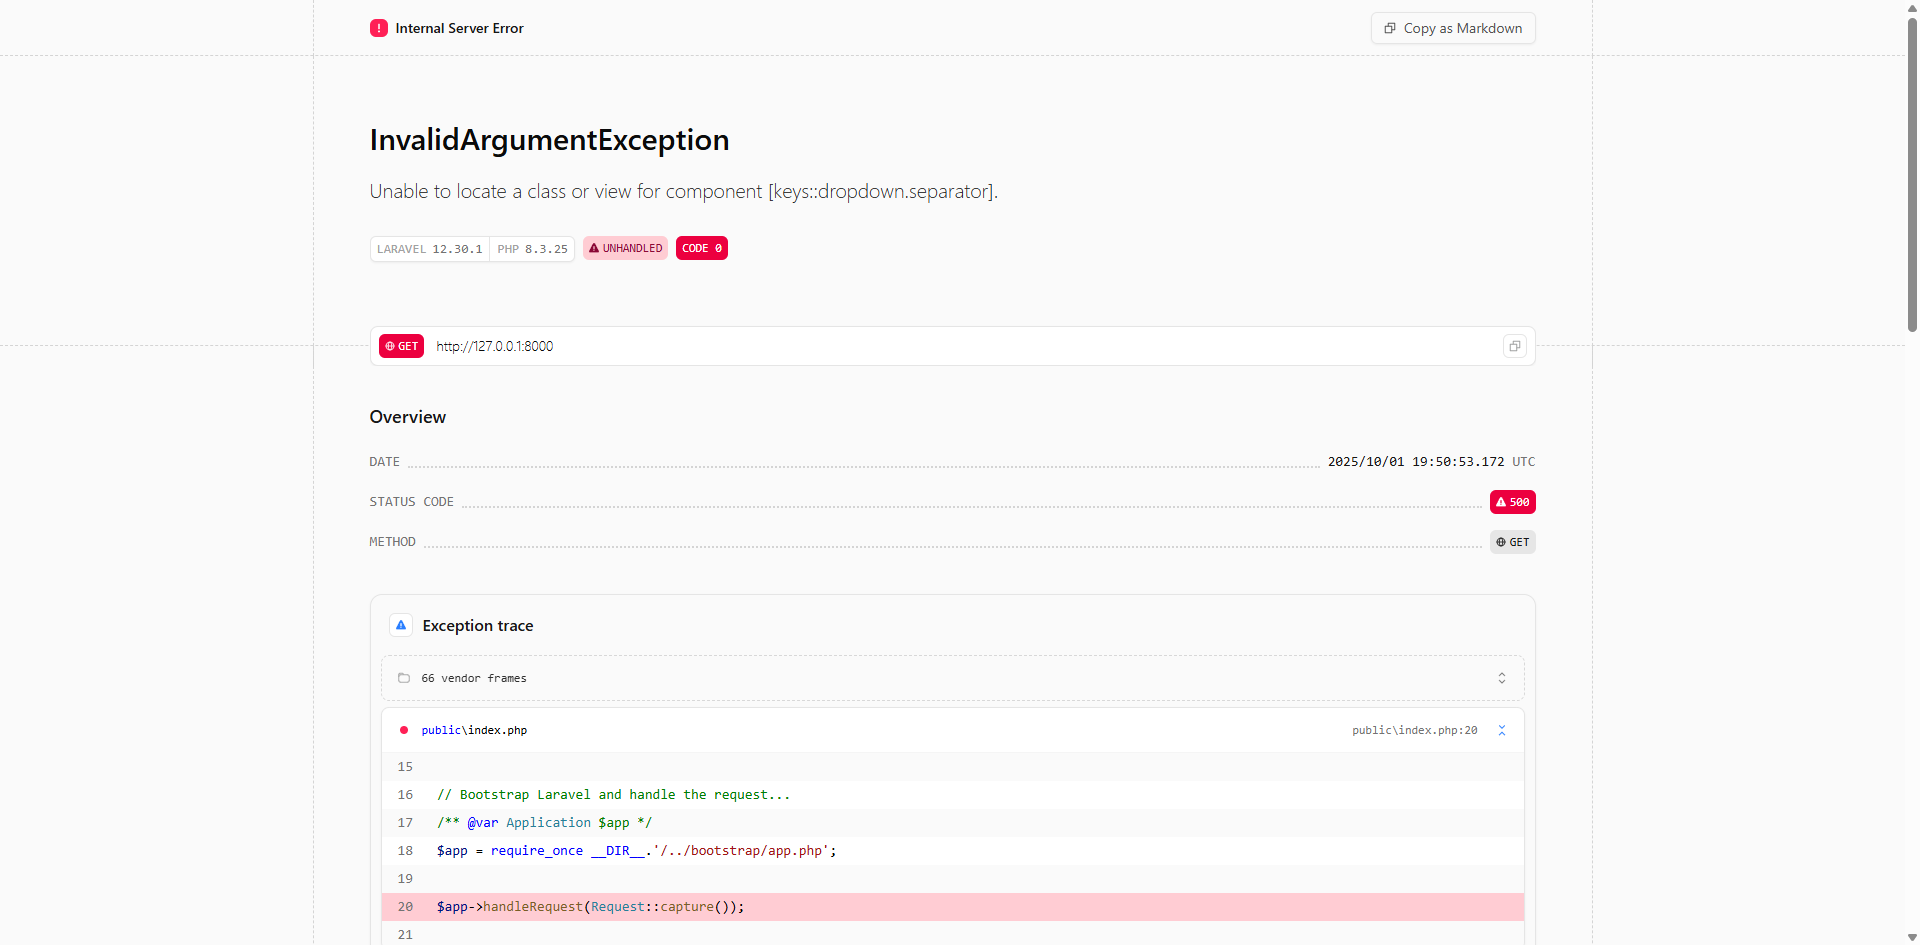 ! Internal Server Error
Copy as Markdown
InvalidArgumentException
Unable to locate a class or view for component [keys::dropdown.separator].
LARAVEL 12.30.1 PHP 8.3.25 UNHANDLED CODE 0
GET http://127.0.0.1:8000
Overview
DATE 2025/10/01 19:50:53.172 UTC
STATUS CODE 500
METHOD GET
Exception trace
66 vendor frames
public\index.php public\index.php:20
15
16 // Bootstrap Laravel and handle the request...
17 /** @var Application $app */
18 $app = require_once __DIR__.'/../bootstrap/app.php';
19
20 $app->handleRequest(Request::capture());
21